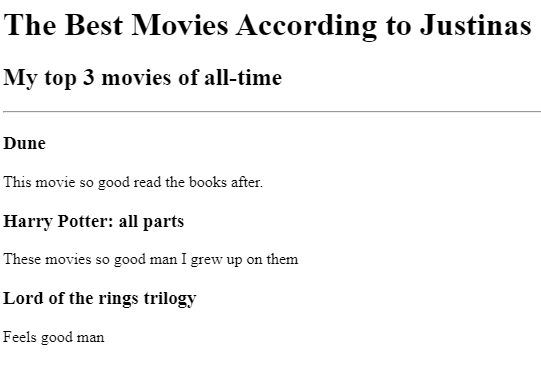 The Best Movies According to Justinas
My top 3 movies of all-time
Dune
This movie so good read the books after.
Harry Potter: all parts
These movies so good man I grew up on them
Lord of the rings trilogy
Feels good man